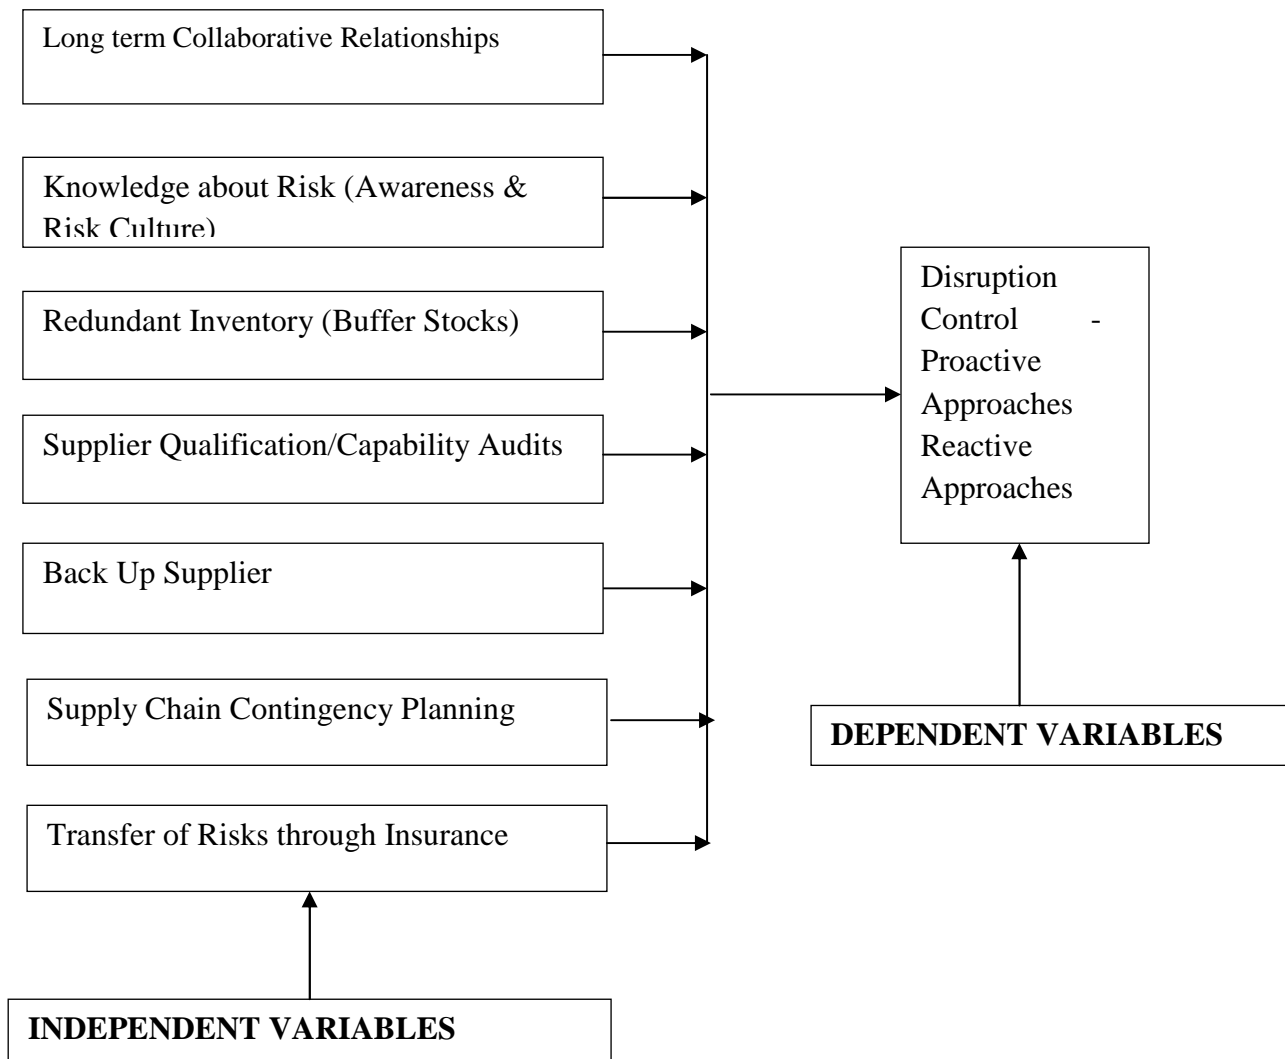 Long term Collaborative Relationships
Knowledge about Risk (Awareness &
Risk Culture)
Redundant Inventory (Buffer Stocks)
Supplier Qualification/Capability Audits
Back Up Supplier
Supply Chain Contingency Planning
Transfer of Risks through Insurance
INDEPENDENT VARIABLES
Disruption
Control -
Proactive
Approaches
Reactive
Approaches
DEPENDENT VARIABLES